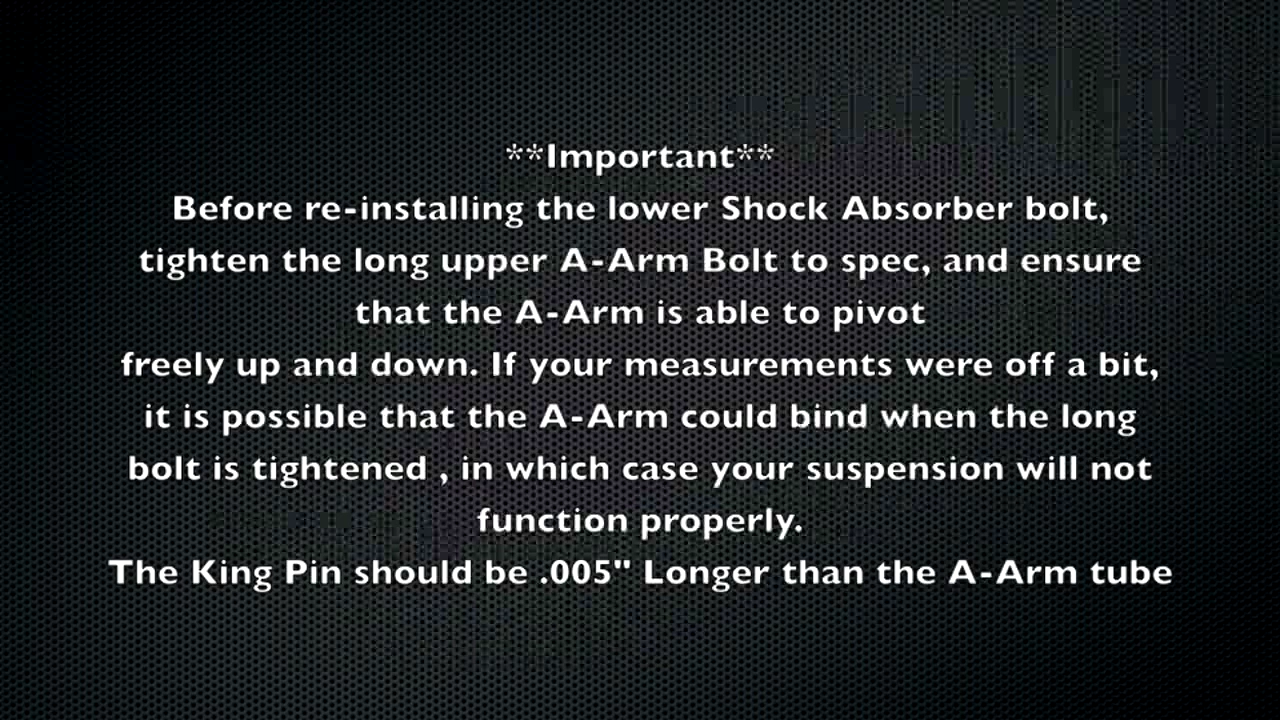 **Important**
Before re-installing the lower Shock Absorber bolt,
tighten the long upper A-Arm Bolt to spec, and ensure
that the A-Arm is able to pivot
freely up and down. If your measurements were off a bit,
it is possible that the A-Arm could bind when the long
bolt is tightened , in which case your suspension will not
function properly.
The King Pin should be .005" Longer than the A-Arm tube